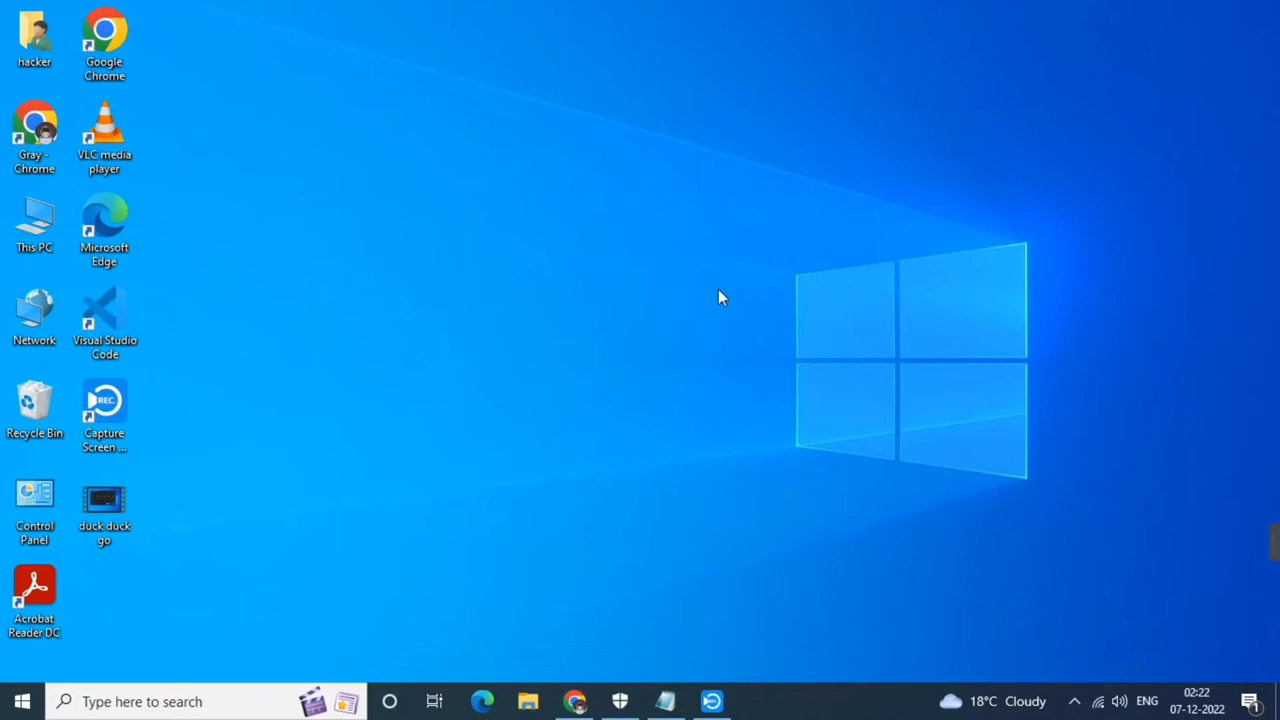 hacker
Google
Chrome
Gray -
Chrome
VLC media
player
This PC
Microsoft
Edge
Network
Visual Studio
Code
Recycle Bin
REC.
Capture
Screen ...
Control
Panel
duck duck
go
Acrobat
Reader DC
Type here to search
18°C Cloudy
ENG
02:22
07-12-2022
1